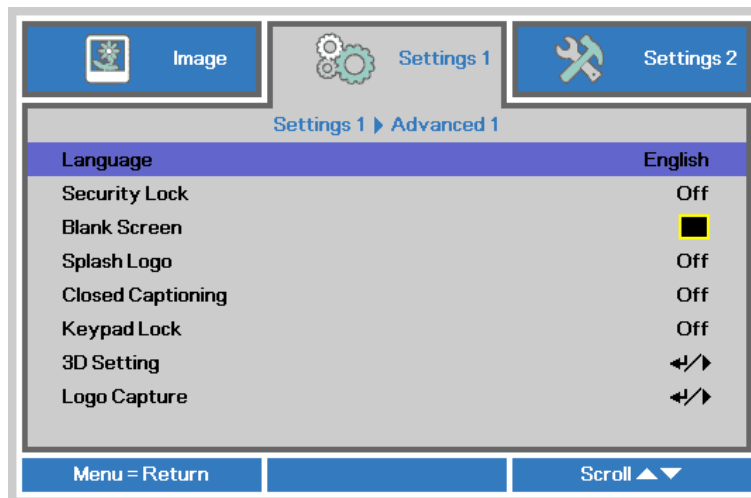 Image Settings 1 Settings 2
Settings 1 Advanced 1
Language English
Security Lock Off
Blank Screen
Splash Logo Off
Closed Captioning Off
Keypad Lock Off
3D Setting
Logo Capture
Menu = Return Scroll